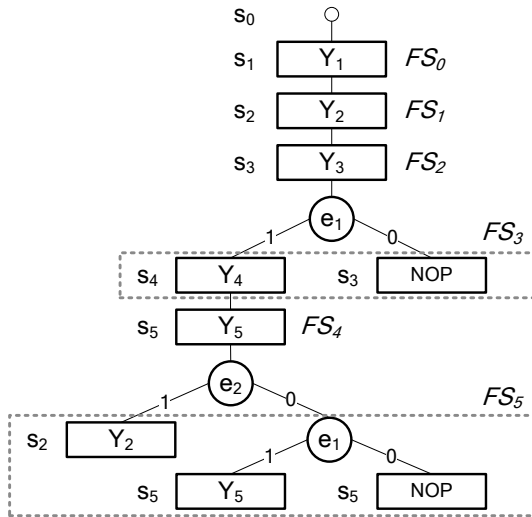 s₀
s₁ Y₁ FS₀
s₂ Y₂ FS₁
s₃ Y₃ FS₂
e₁
1 0 FS₃
s₄ Y₄ s₃ NOP
s₅ Y₅ FS₄
e₂
1 0 FS₅
s₂ Y₂ e₁
1 0
s₅ Y₅ s₅ NOP